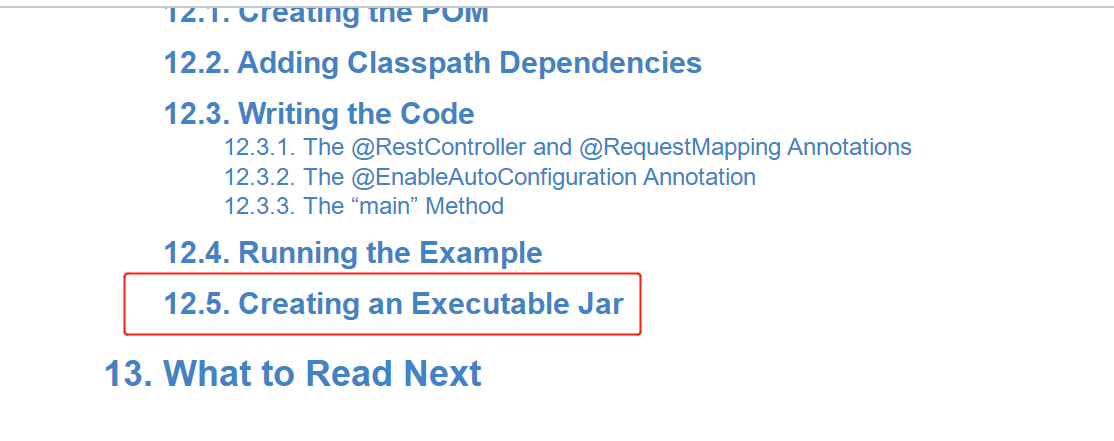 12.1. Creating the POM
12.2. Adding Classpath Dependencies
12.3. Writing the Code
12.3.1. The @RestController and @RequestMapping Annotations
12.3.2. The @EnableAutoConfiguration Annotation
12.3.3. The “main” Method
12.4. Running the Example
12.5. Creating an Executable Jar
13. What to Read Next